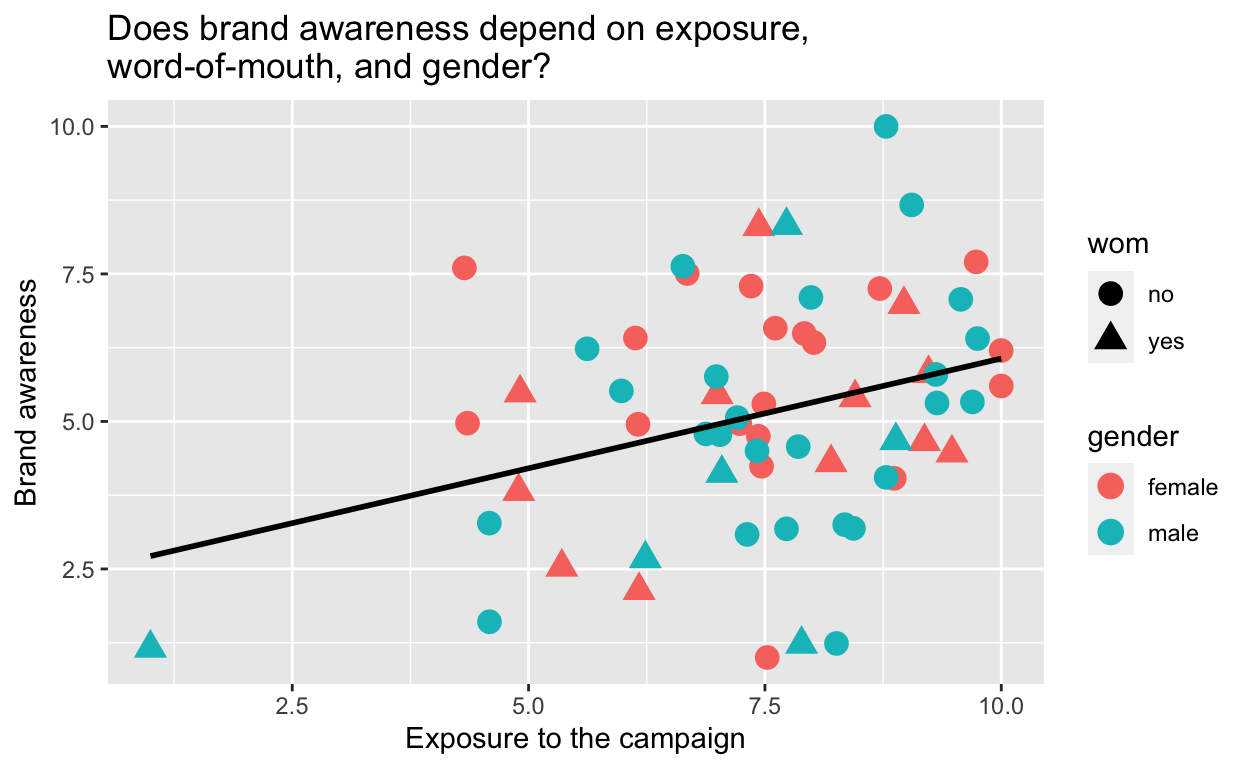 Does brand awareness depend on exposure,
word-of-mouth, and gender?
10.0
7.5
5.0
2.5
Brand awareness
2.5 5.0 7.5 10.0
Exposure to the campaign
wom
no
yes
gender
female
male